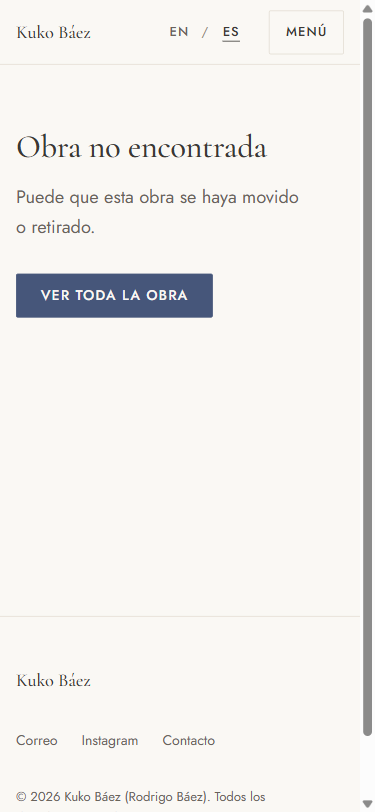 Kuko Báez
EN / ES
MENÚ
Obra no encontrada
Puede que esta obra se haya movido
o retirado.
VER TODA LA OBRA
Kuko Báez
Correo Instagram Contacto
© 2026 Kuko Báez (Rodrigo Báez). Todos los